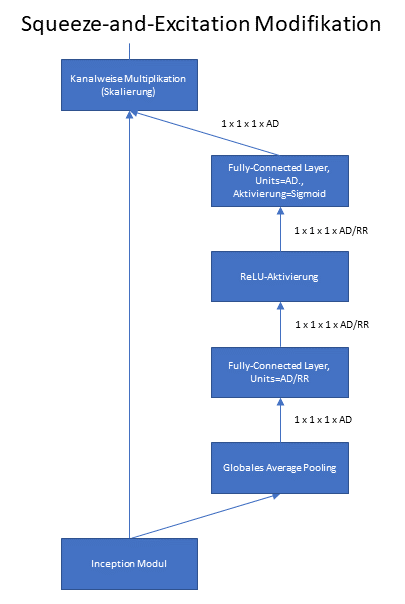 Squeeze-and-Excitation Modifikation
Kanalweise Multiplikation
(Skalierung)
1 x 1 x 1 x AD
Fully-Connected Layer,
Units=AD.,
Aktivierung=Sigmoid
1 x 1 x 1 x AD/RR
ReLU-Aktivierung
1 x 1 x 1 x AD/RR
Fully-Connected Layer,
Units=AD/RR
1 x 1 x 1 x AD
Globales Average Pooling
Inception Modul